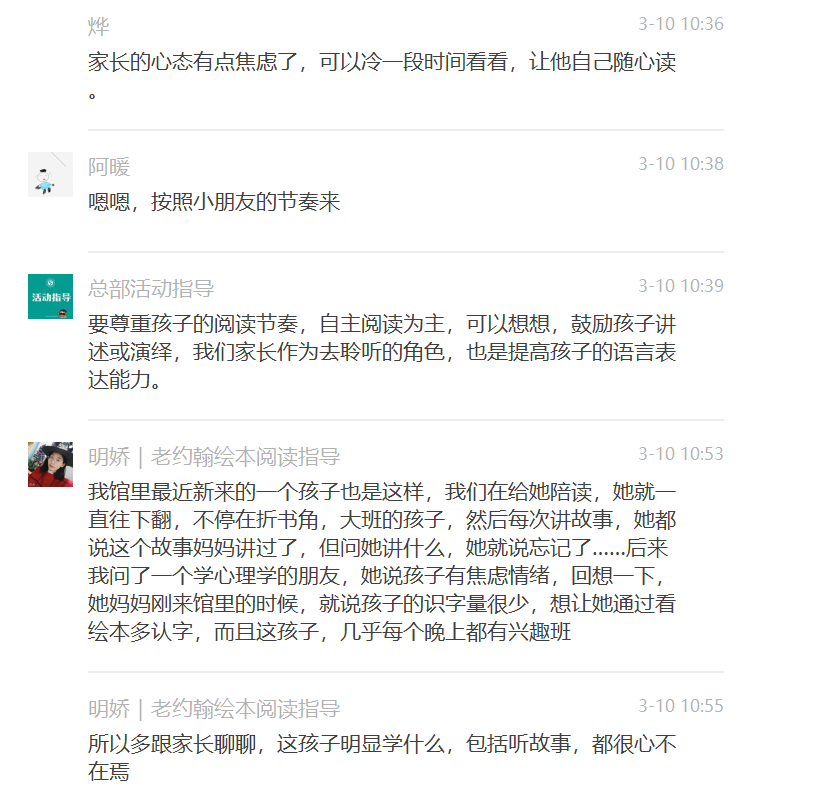 烨
3-10 10:36
家长的心态有点焦虑了，可以冷一段时间看看，让他自己随心读
。
阿暖
3-10 10:38
嗯嗯，按照小朋友的节奏来
活动指导
总部活动指导
3-10 10:39
要尊重孩子的阅读节奏，自主阅读为主，可以想想，鼓励孩子讲
述或演绎，我们家长作为去聆听的角色，也是提高孩子的语言表
达能力。
明娇｜老约翰绘本阅读指导
3-10 10:53
我馆里最近新来的一个孩子也是这样，我们在给她陪读，她就一
直往下翻，不停在折书角，大班的孩子，然后每次讲故事，她都
说这个故事妈妈讲过了，但问她讲什么，她就说忘记了......后来
我问了一个学心理学的朋友，她说孩子有焦虑情绪，回想一下，
她妈妈刚来馆里的时候，就说孩子的识字量很少，想让她通过看
绘本多认字，而且这孩子，几乎每个晚上都有兴趣班
明娇｜老约翰绘本阅读指导
3-10 10:55
所以多跟家长聊聊，这孩子明显学什么，包括听故事，都很心不
在焉